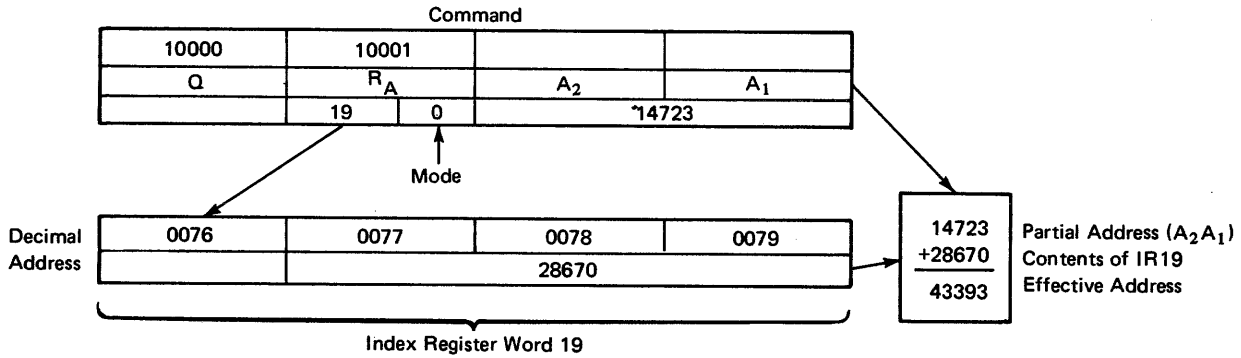 Command
10000 10001
Q RA A2 A1
19 0 14723
Mode
Decimal Address
0076 0077 0078 0079
28670
14723 Partial Address (A2A1)
+28670 Contents of IR19
43393 Effective Address
Index Register Word 19